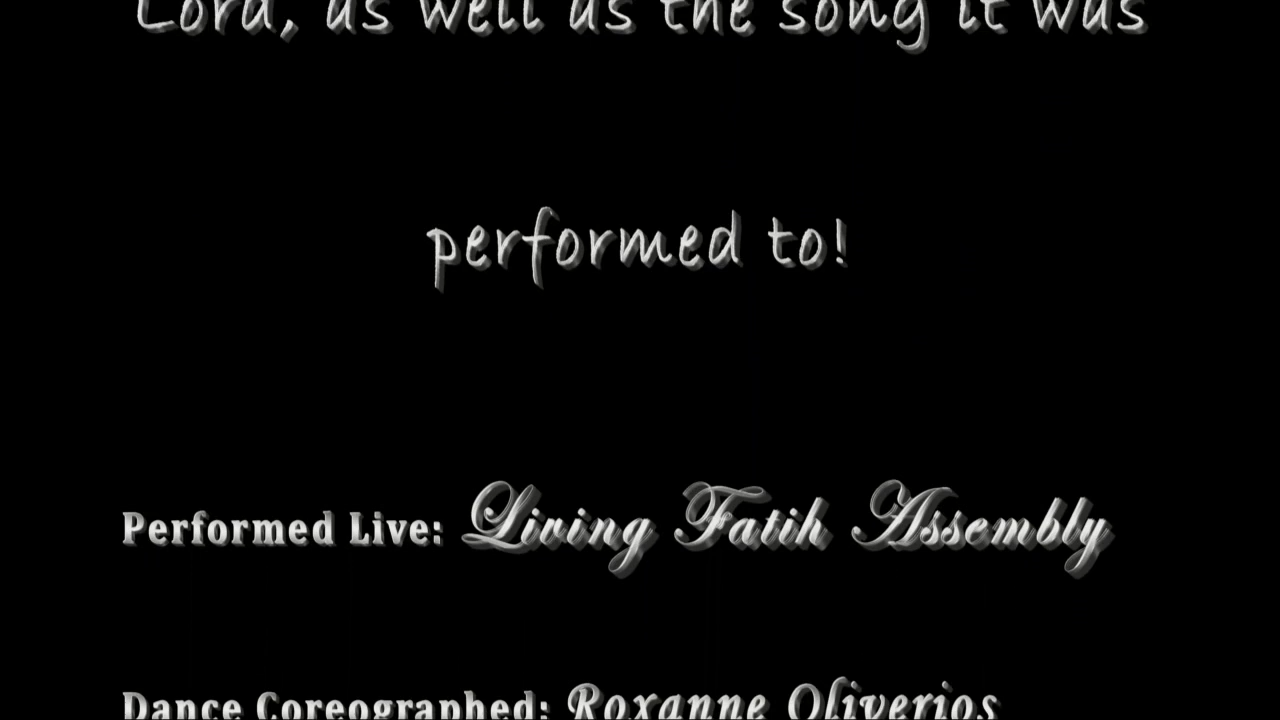 Lord, as well as the song it was
performed to!
Performed Live: Living Fatih Assembly
Dance Coreographed: Roxanne Oliverios